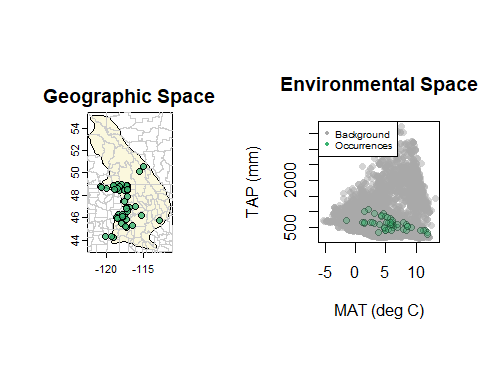 Geographic Space
54
52
50
48
46
44
-120
-115
Environmental Space
Background
Occurrences
TAP (mm)
2000
500
-5
0
5
10
MAT (deg C)